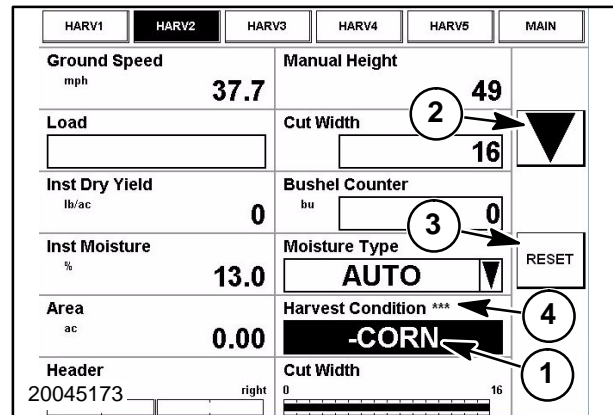 HARV1 HARV2 HARV3 HARV4 HARV5 MAIN
Ground Speed Manual Height
mph 37.7 49
2
Load Cut Width
16
Inst Dry Yield Bushel Counter
lb/ac 0 bu 0
3
Inst Moisture Moisture Type RESET
% 13.0 AUTO
Area Harvest Condition *** 4
ac 0.00 -CORN
1
Header Cut Width
20045173 right 0 16